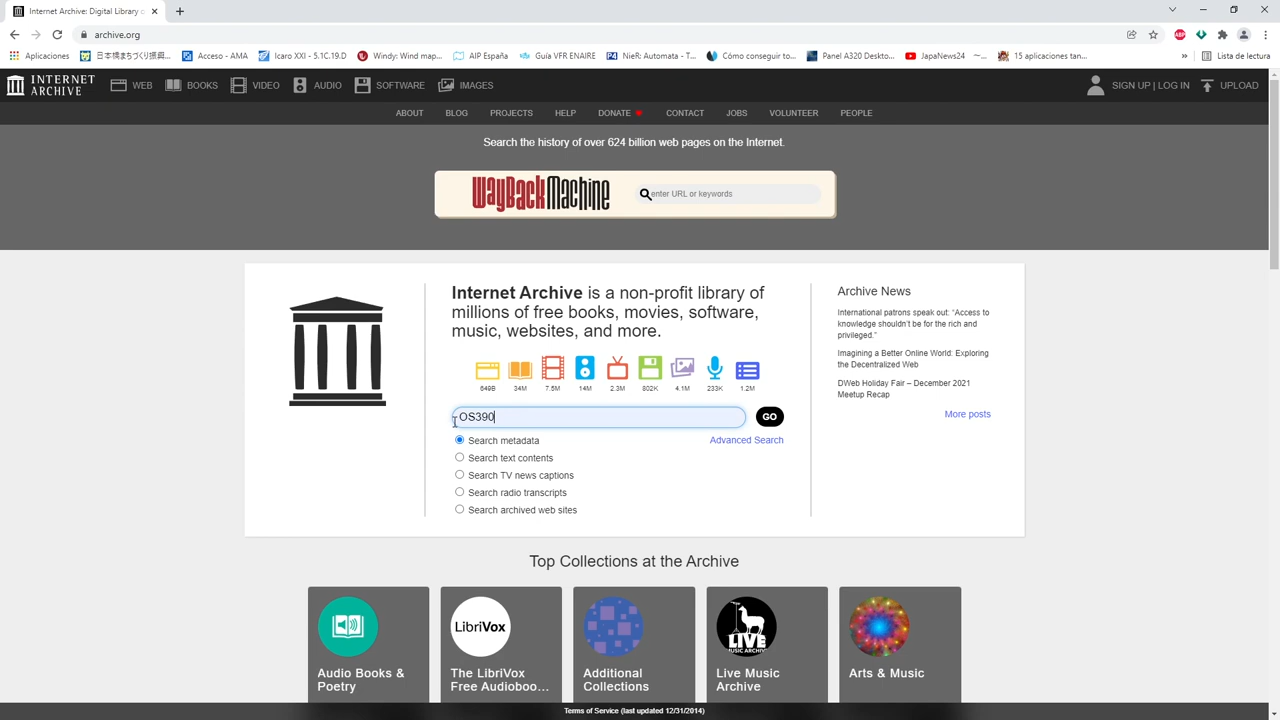 Internet Archive: Digital Library o
archive.org
Aplicaciones
日本橋まちづくり振興...
Acceso - AMA
Icaro XXI - 5.1C.19.D
Windy: Wind map...
AIP España
Guía VFR ENAIRE
NieR: Automata - T...
Cómo conseguir to...
Panel A320 Deskto...
JapaNews24 ~...
15 aplicaciones tan...
»
Lista de lectura
INTERNET
ARCHIVE
WEB
BOOKS
VIDEO
AUDIO
SOFTWARE
IMAGES
SIGN UP | LOG IN
UPLOAD
ABOUT
BLOG
PROJECTS
HELP
DONATE
CONTACT
JOBS
VOLUNTEER
PEOPLE
Search the history of over 624 billion web pages on the Internet.
WayBackMachine
enter URL or keywords
Internet Archive is a non-profit library of
millions of free books, movies, software,
music, websites, and more.
649B
34M
7.5M
14M
2.3M
802K
4.1M
233K
1.2M
OS390
GO
Search metadata
Advanced Search
Search text contents
Search TV news captions
Search radio transcripts
Search archived web sites
Archive News
International patrons speak out: “Access to
knowledge shouldn’t be for the rich and
privileged.”
Imagining a Better Online World: Exploring
the Decentralized Web
DWeb Holiday Fair – December 2021
Meetup Recap
More posts
Top Collections at the Archive
LibriVox
LIVE
MUSIC ARCHIVE
Audio Books &
Poetry
The LibriVox
Free Audioboo...
Additional
Collections
Live Music
Archive
Arts & Music
Terms of Service (last updated 12/31/2014)